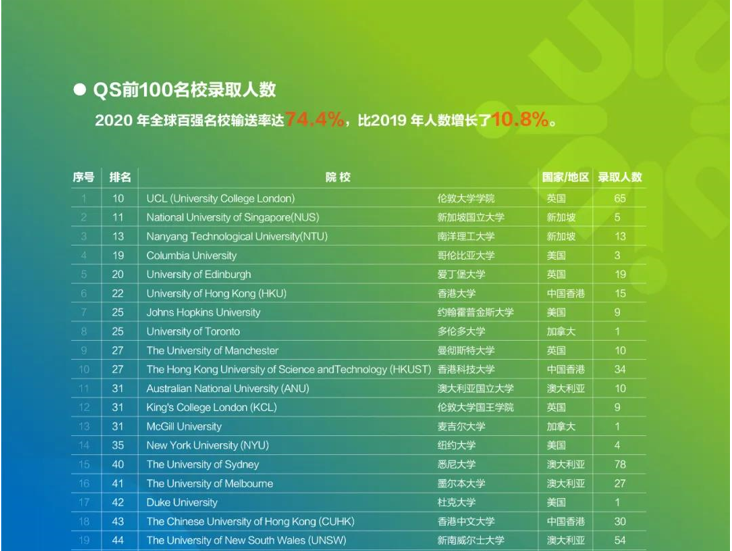 ● QS前100名校录取人数
2020 年全球百强名校输送率达74.4%，比2019 年人数增长了10.8%。
序号 排名 院 校 国家/地区 录取人数
1 10 UCL (University College London) 伦敦大学学院 英国 65
2 11 National University of Singapore(NUS) 新加坡国立大学 新加坡 5
3 13 Nanyang Technological University(NTU) 南洋理工大学 新加坡 13
4 19 Columbia University 哥伦比亚大学 美国 3
5 20 University of Edinburgh 爱丁堡大学 英国 19
6 22 University of Hong Kong (HKU) 香港大学 中国香港 15
7 25 Johns Hopkins University 约翰霍普金斯大学 美国 9
8 25 University of Toronto 多伦多大学 加拿大 1
9 27 The University of Manchester 曼彻斯特大学 英国 10
10 27 The Hong Kong University of Science andTechnology (HKUST) 香港科技大学 中国香港 34
11 31 Australian National University (ANU) 澳大利亚国立大学 澳大利亚 10
12 31 King's College London (KCL) 伦敦大学国王学院 英国 9
13 31 McGill University 麦吉尔大学 加拿大 1
14 35 New York University (NYU) 纽约大学 美国 4
15 40 The University of Sydney 悉尼大学 澳大利亚 78
16 41 The University of Melbourne 墨尔本大学 澳大利亚 27
17 42 Duke University 杜克大学 美国 1
18 43 The Chinese University of Hong Kong (CUHK) 香港中文大学 中国香港 30
19 44 The University of New South Wales (UNSW) 新南威尔士大学 澳大利亚 54